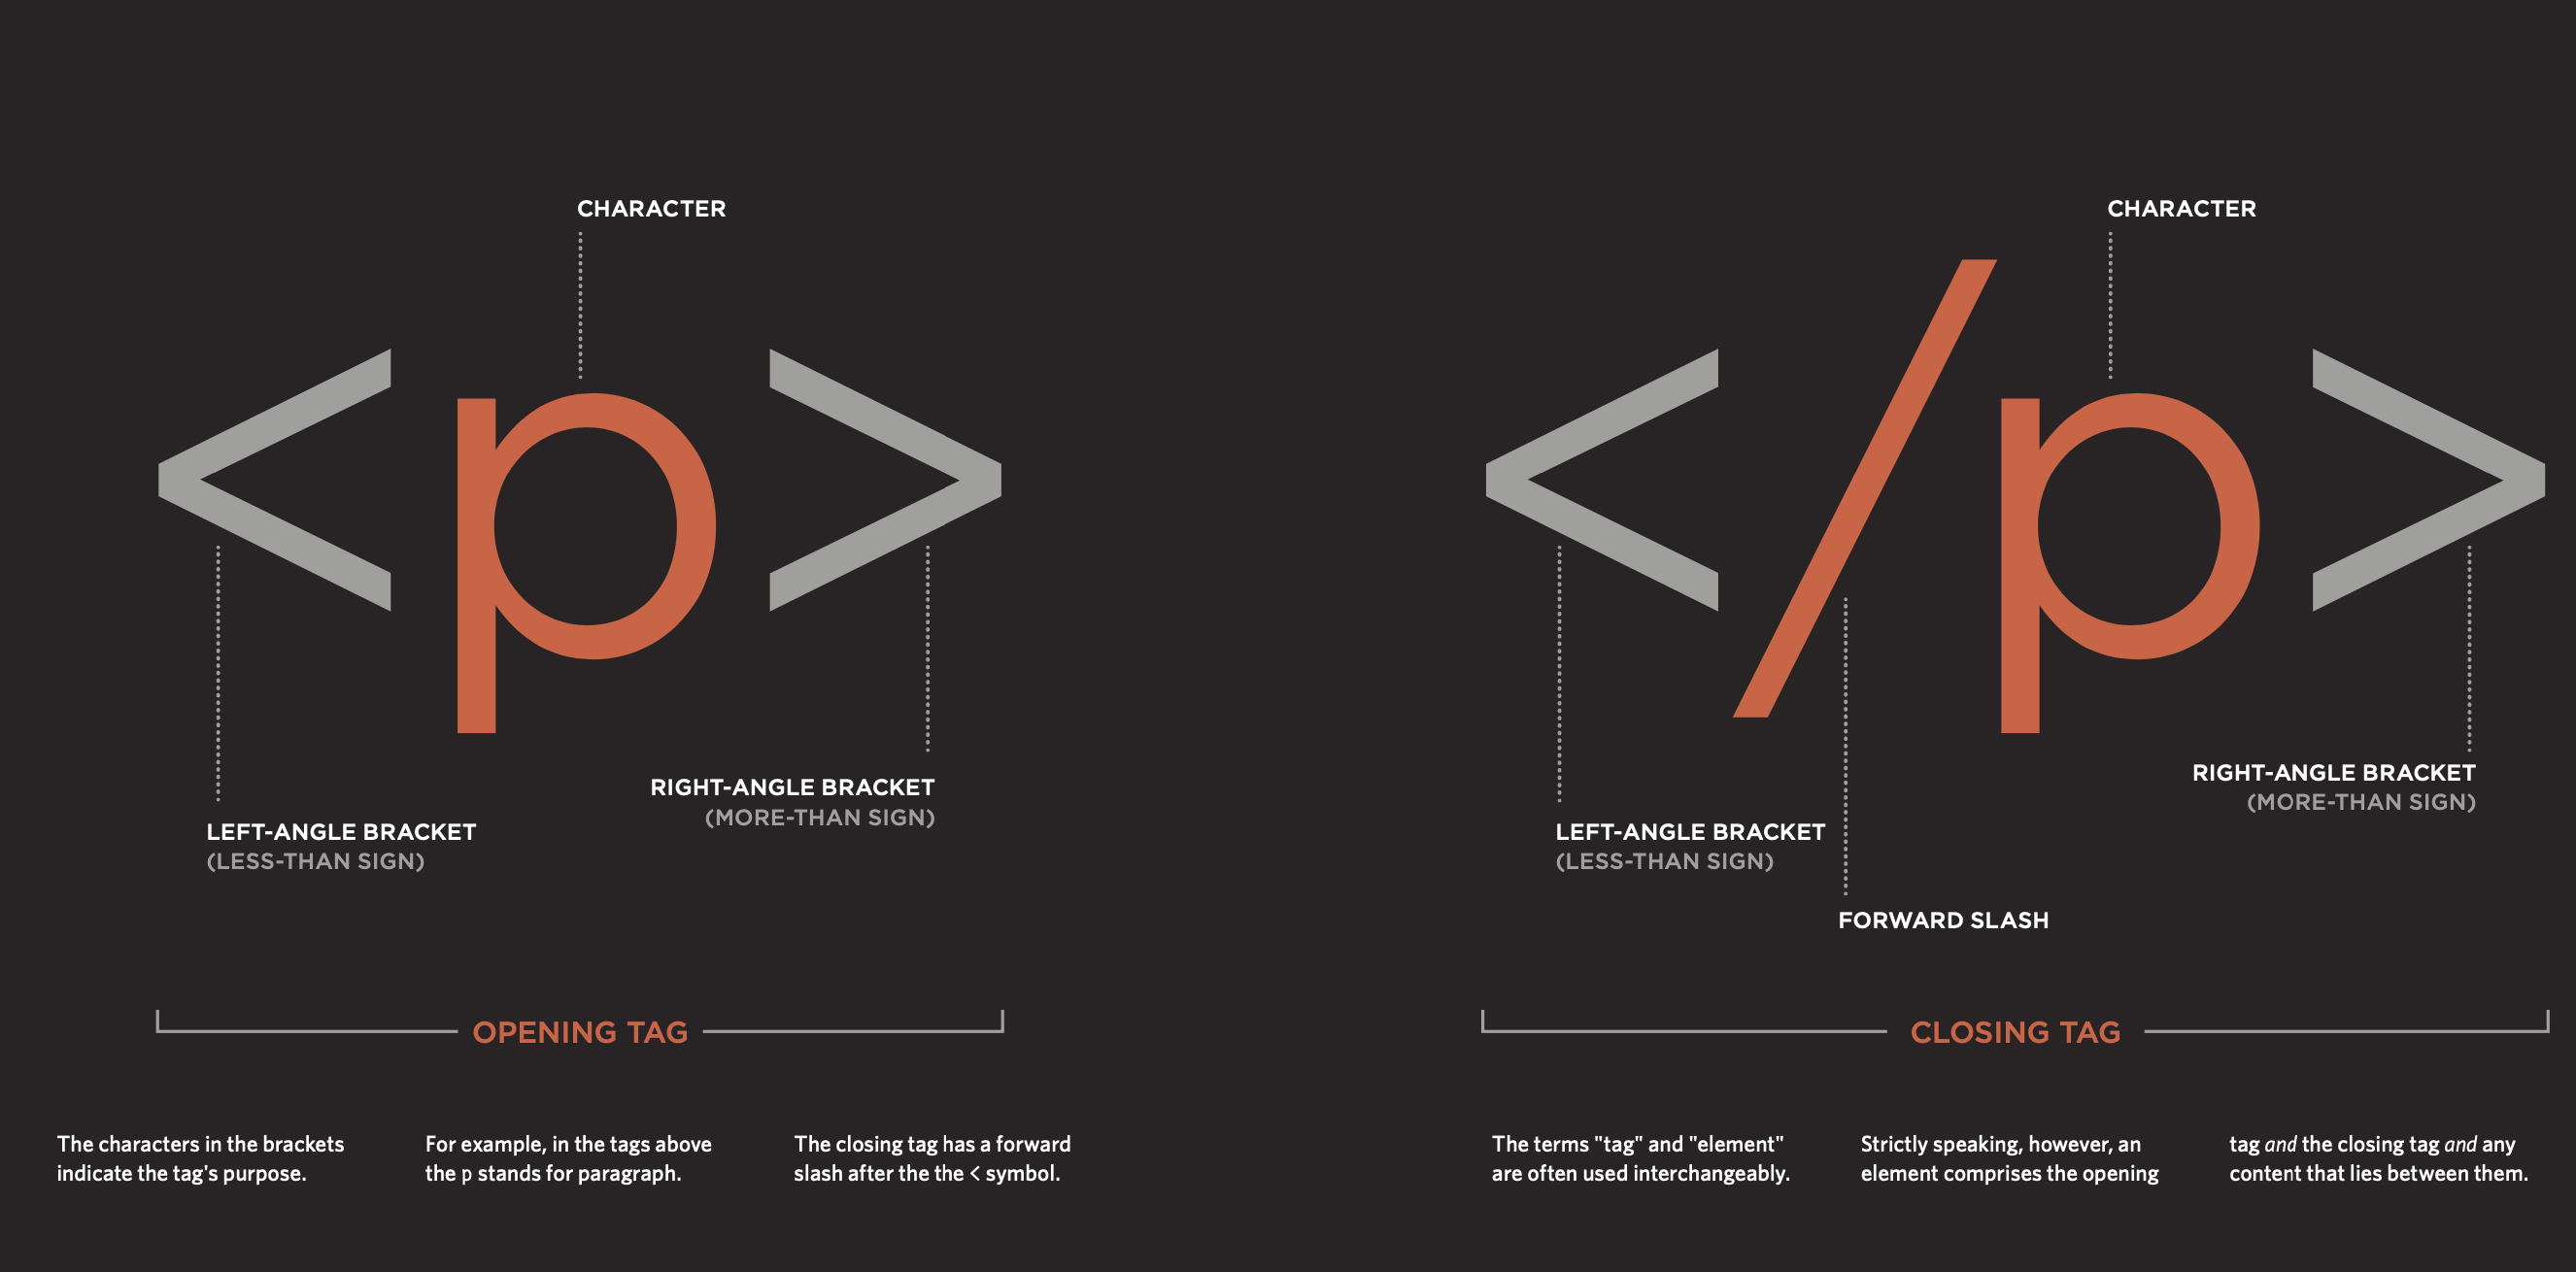 CHARACTER
<p>
LEFT-ANGLE BRACKET
(LESS-THAN SIGN)
RIGHT-ANGLE BRACKET
(MORE-THAN SIGN)
OPENING TAG
The characters in the brackets
indicate the tag's purpose.
For example, in the tags above
the p stands for paragraph.
The closing tag has a forward
slash after the the < symbol.
CHARACTER
</p>
LEFT-ANGLE BRACKET
(LESS-THAN SIGN)
RIGHT-ANGLE BRACKET
(MORE-THAN SIGN)
FORWARD SLASH
CLOSING TAG
The terms "tag" and "element"
are often used interchangeably.
Strictly speaking, however, an
element comprises the opening
tag and the closing tag and any
content that lies between them.